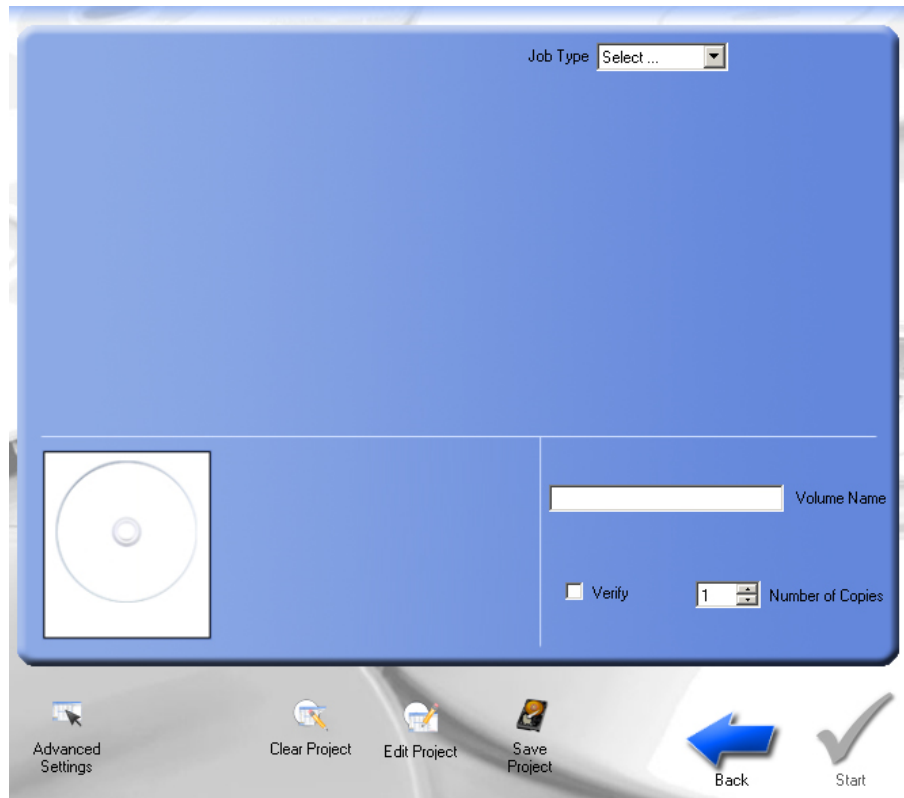 Job Type Select ...
Volume Name
Verify 1 Number of Copies
Advanced
Settings
Clear Project
Edit Project
Save
Project
Back
Start